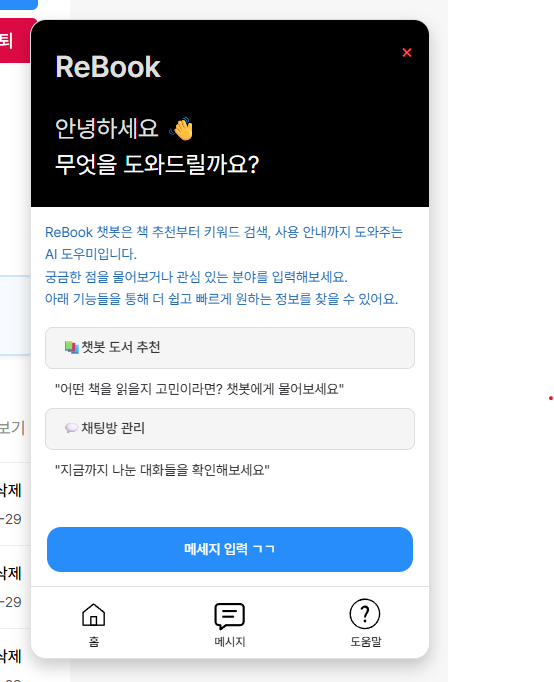 퇴
ReBook
×
안녕하세요 👋
무엇을 도와드릴까요?
ReBook 챗봇은 책 추천부터 키워드 검색, 사용 안내까지 도와주는
AI 도우미입니다.
궁금한 점을 물어보거나 관심 있는 분야를 입력해보세요.
아래 기능들을 통해 더 쉽고 빠르게 원하는 정보를 찾을 수 있어요.
📚 챗봇 도서 추천
"어떤 책을 읽을지 고민이라면? 챗봇에게 물어보세요"
💬 채팅방 관리
보기
"지금까지 나눈 대화들을 확인해보세요"
삭제
-29
메세지 입력 ㄱㄱ
삭제
-29
홈
메시지
도움말
삭제